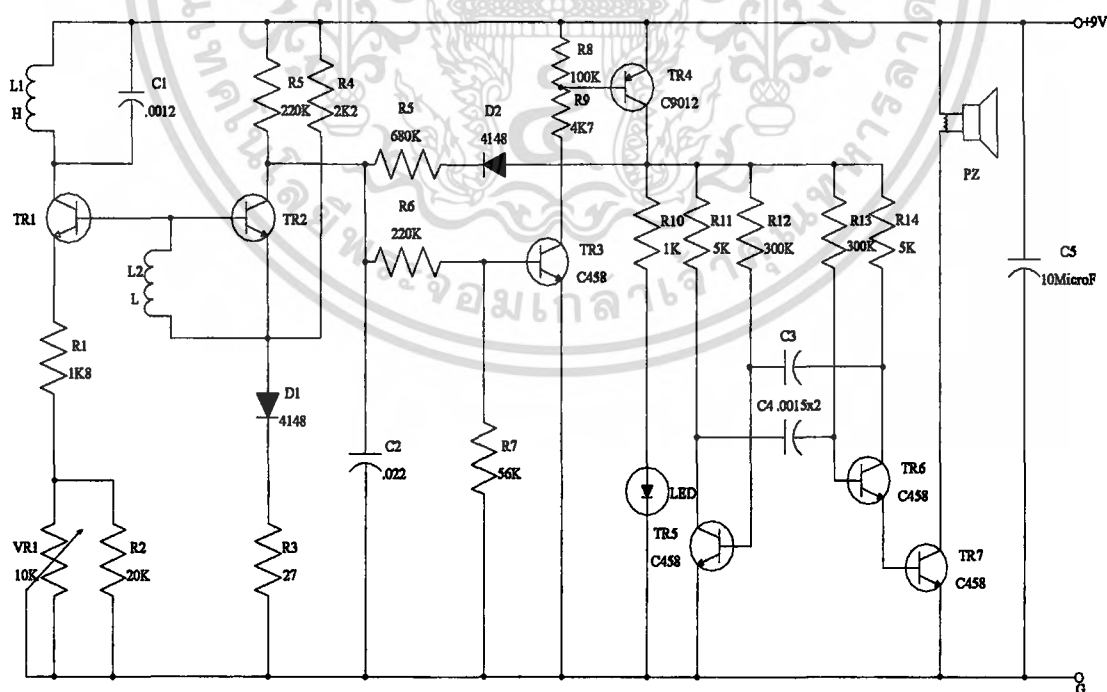 +9V
L1
H
C1
.0012
R5
220K
R4
2K2
R5
680K
D2
4148
R8
100K
R9
4K7
TR4
C9012
PZ
TR1
TR2
R6
220K
TR3
C458
R10
1K
R11
5K
R12
300K
R13
300K
R14
5K
C5
10MicroF
L2
L
R1
1K8
D1
4148
C3
C4 .0015x2
C2
.022
R7
56K
LED
TR6
C458
TR5
C458
TR7
C458
VR1
10K
R2
20K
R3
27
G